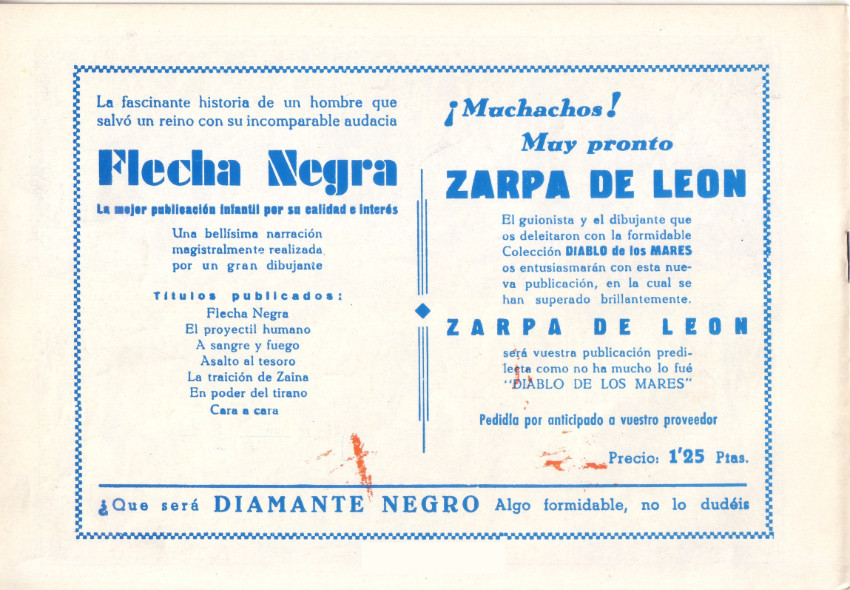 La fascinante historia de un hombre que
salvó un reino con su incomparable audacia
Flecha Negra
La mejor publicación infantil por su calidad e interés
Una bellísima narración
magistralmente realizada
por un gran dibujante
Títulos publicados:
Flecha Negra
El proyectil humano
A sangre y fuego
Asalto al tesoro
La traición de Zaina
En poder del tirano
Cara a cara
¡Muchachos!
Muy pronto
ZARPA DE LEON
El guionista y el dibujante que
os deleitaron con la formidable
Colección DIABLO de los MARES
os entusiasmarán con esta nue-
va publicación, en la cual se
han superado brillantemente.
ZARPA DE LEON
será vuestra publicación predi-
lecta como no ha mucho lo fué
"DIABLO DE LOS MARES"
Pedidla por anticipado a vuestro proveedor
Precio: 1'25 Ptas.
¿Que será DIAMANTE NEGRO Algo formidable, no lo dudéis